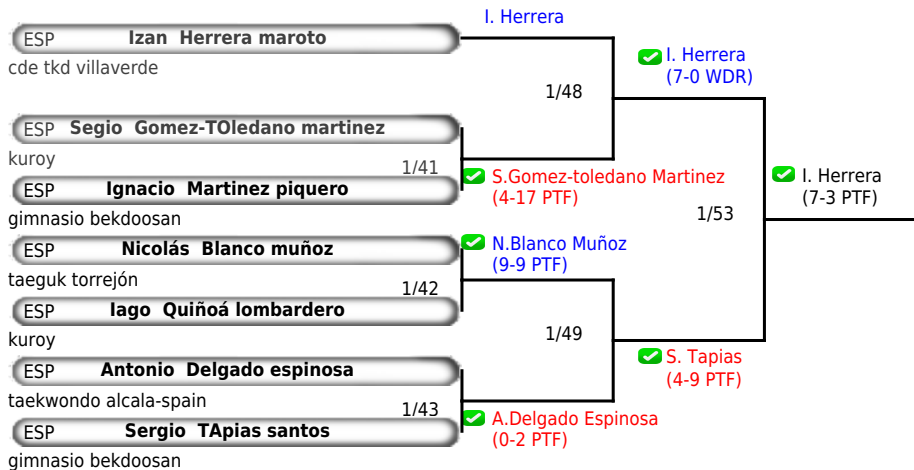 I. Herrera
ESP Izan Herrera maroto
cde tkd villaverde
I. Herrera
(7-0 WDR)
1/48
ESP Segio Gomez-TOledano martinez
kuroy
1/41
S.Gomez-toledano Martinez
(4-17 PTF)
ESP Ignacio Martinez piquero
gimnasio bekdoosan
I. Herrera
(7-3 PTF)
1/53
ESP Nicolás Blanco muñoz
taeguk torrejón
N.Blanco Muñoz
(9-9 PTF)
1/42
ESP Iago Quiñoá lombardero
kuroy
1/49
S. Tapias
(4-9 PTF)
ESP Antonio Delgado espinosa
taekwondo alcala-spain
1/43
A.Delgado Espinosa
(0-2 PTF)
ESP Sergio TApias santos
gimnasio bekdoosan